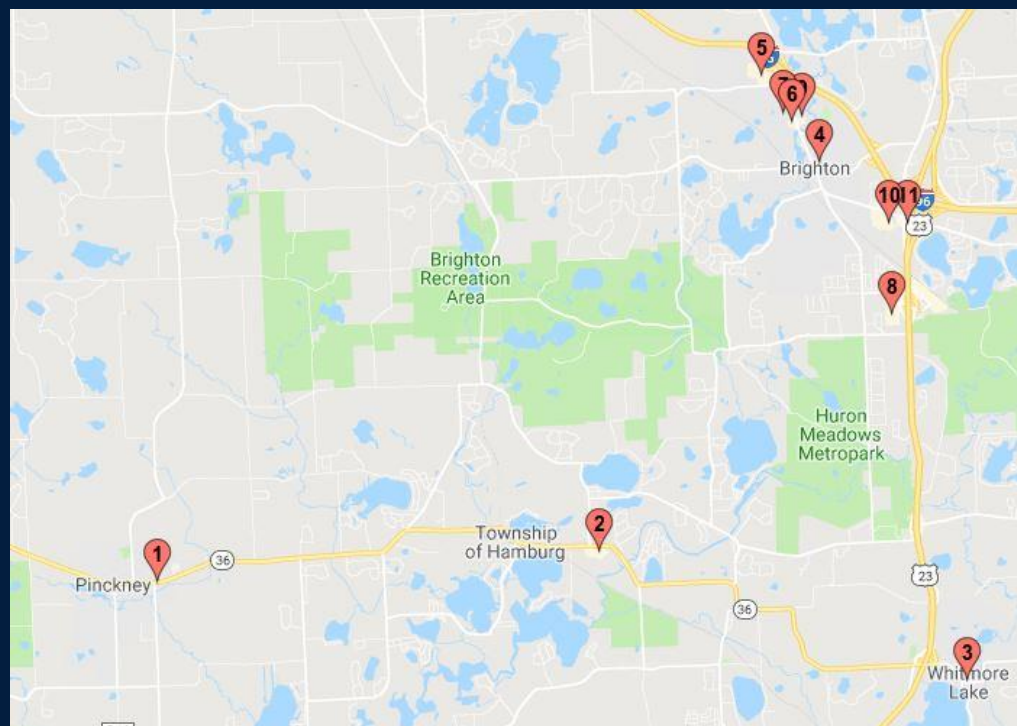 5
7
6
9
4
Brighton
10
11
96
23
Brighton
Recreation
Area
8
Huron
Meadows
Metropark
2
Township
of Hamburg
1
36
Pinckney
23
36
3
Whitmore
Lake